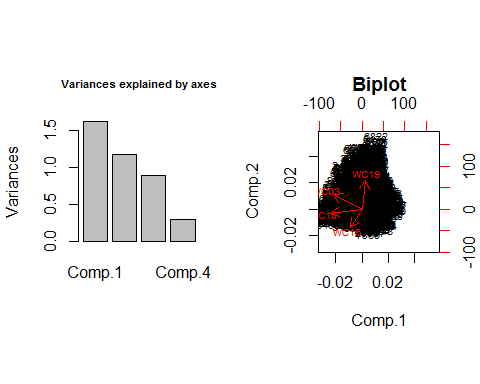 Variances explained by axes
Variances
0.0
0.5
1.0
1.5
Comp.1
Comp.4
Biplot
-100 0 100
Comp.2
-0.02
0.02
WC19
-100
0
100
-0.02 0.02
Comp.1